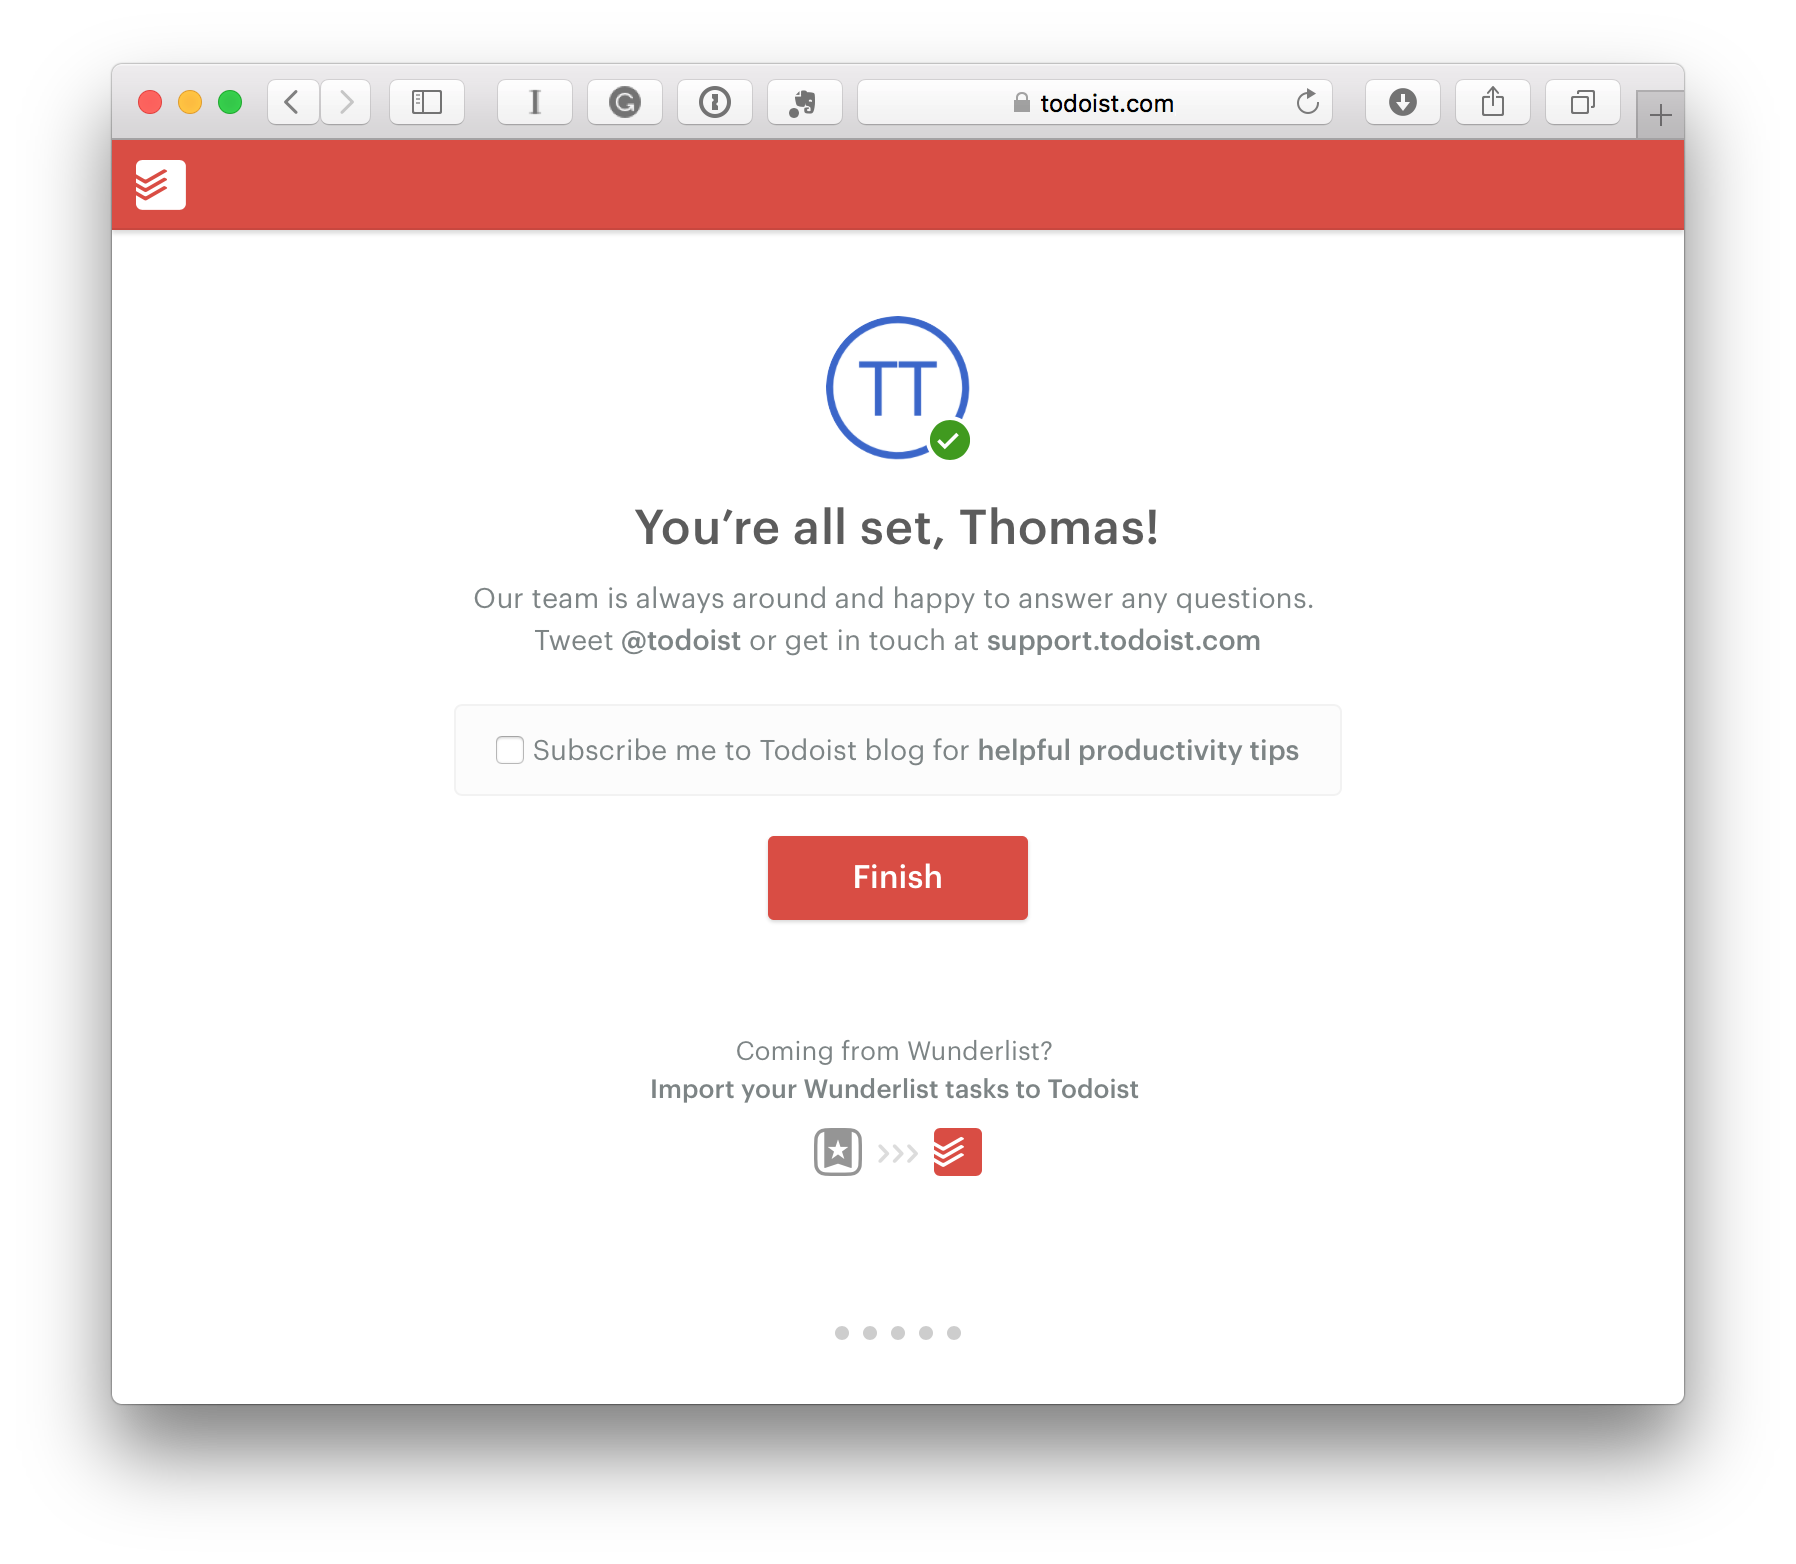 todoist.com
TT
You’re all set, Thomas!
Our team is always around and happy to answer any questions.
Tweet @todoist or get in touch at support.todoist.com
Subscribe me to Todoist blog for helpful productivity tips
Finish
Coming from Wunderlist?
Import your Wunderlist tasks to Todoist